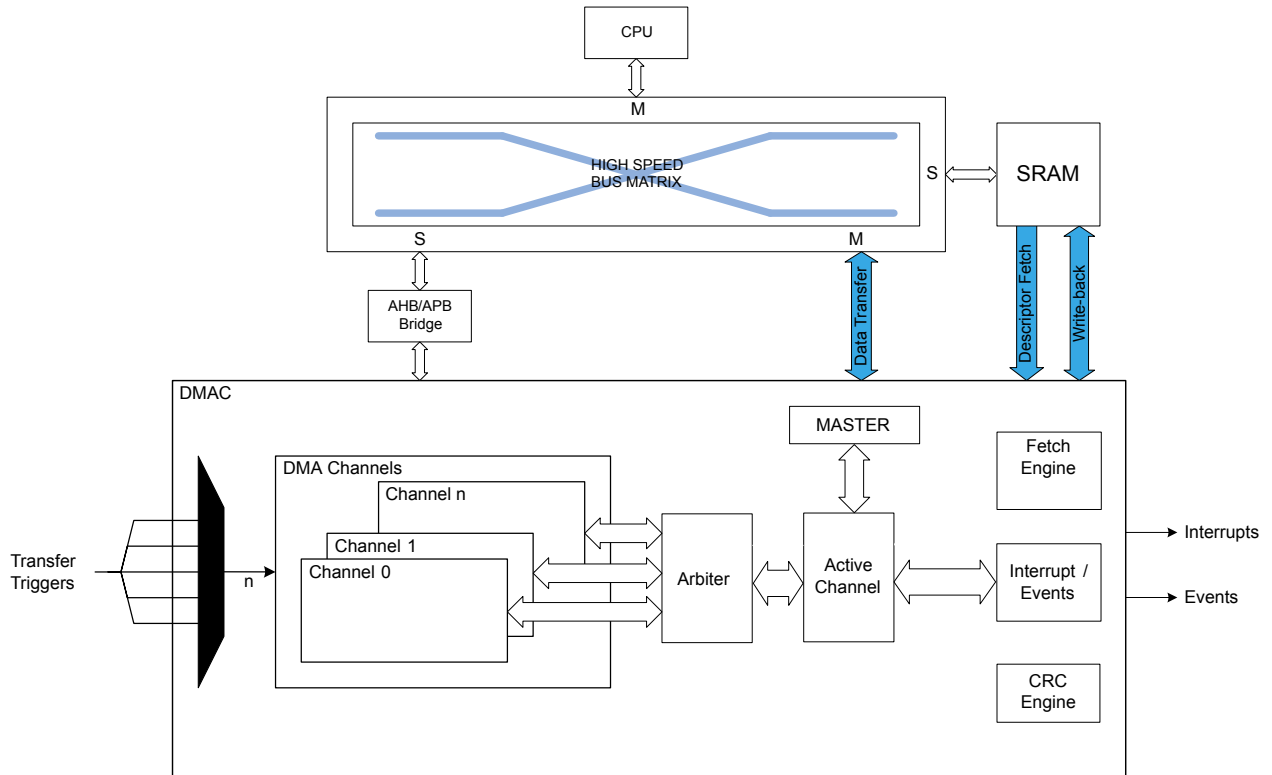 CPU
M
HIGH SPEED
BUS MATRIX
S
SRAM
S
M
AHB/APB
Bridge
Data Transfer
Descriptor Fetch
Write-back
DMAC
MASTER
Fetch
Engine
DMA Channels
Channel n
Channel 1
Channel 0
Transfer
Triggers
n
Arbiter
Active
Channel
Interrupt /
Events
Interrupts
Events
CRC
Engine